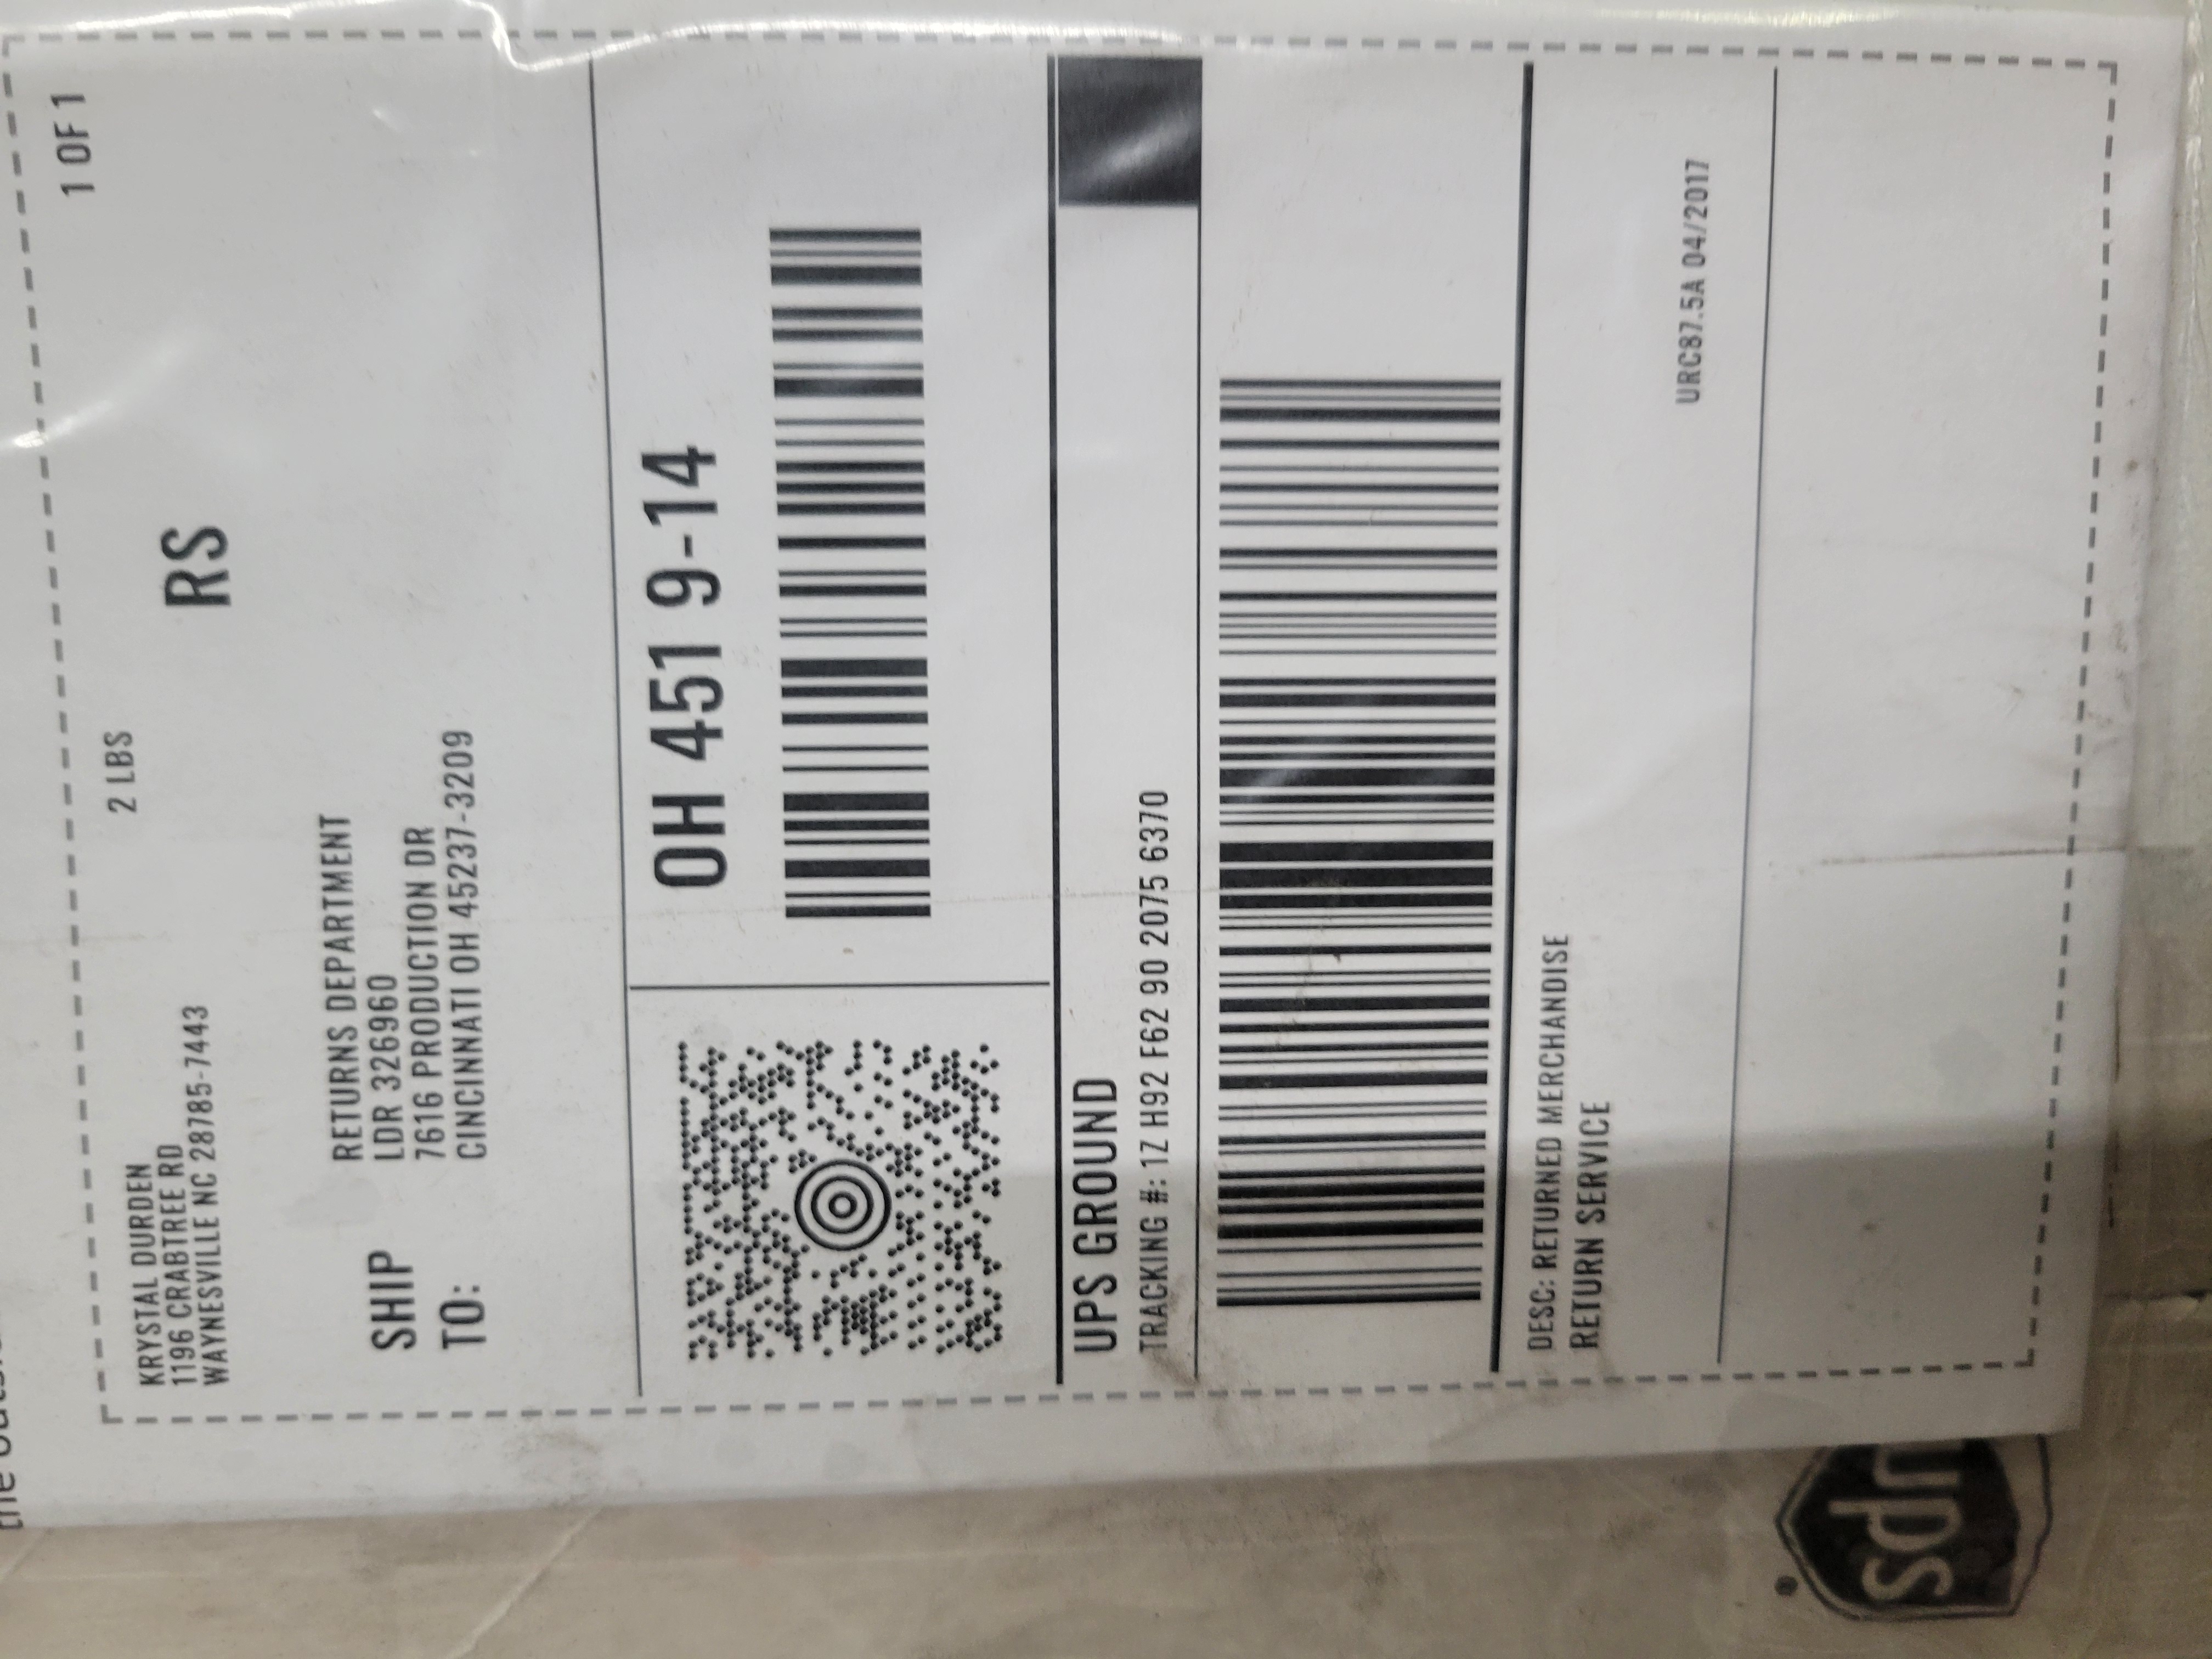 1 OF 1
2 LBS
KRYSTAL DURDEN
1196 CRABTREE RD
WAYNESVILLE NC 28785-7443
RS
SHIP
TO:
RETURNS DEPARTMENT
LDR 326960
7616 PRODUCTION DR
CINCINNATI OH 45237-3209
OH 451 9-14
UPS GROUND
TRACKING #: 1Z H92 F62 90 2075 6370
DESC: RETURNED MERCHANDISE
RETURN SERVICE
URC87.5A 04/2017
ups
®